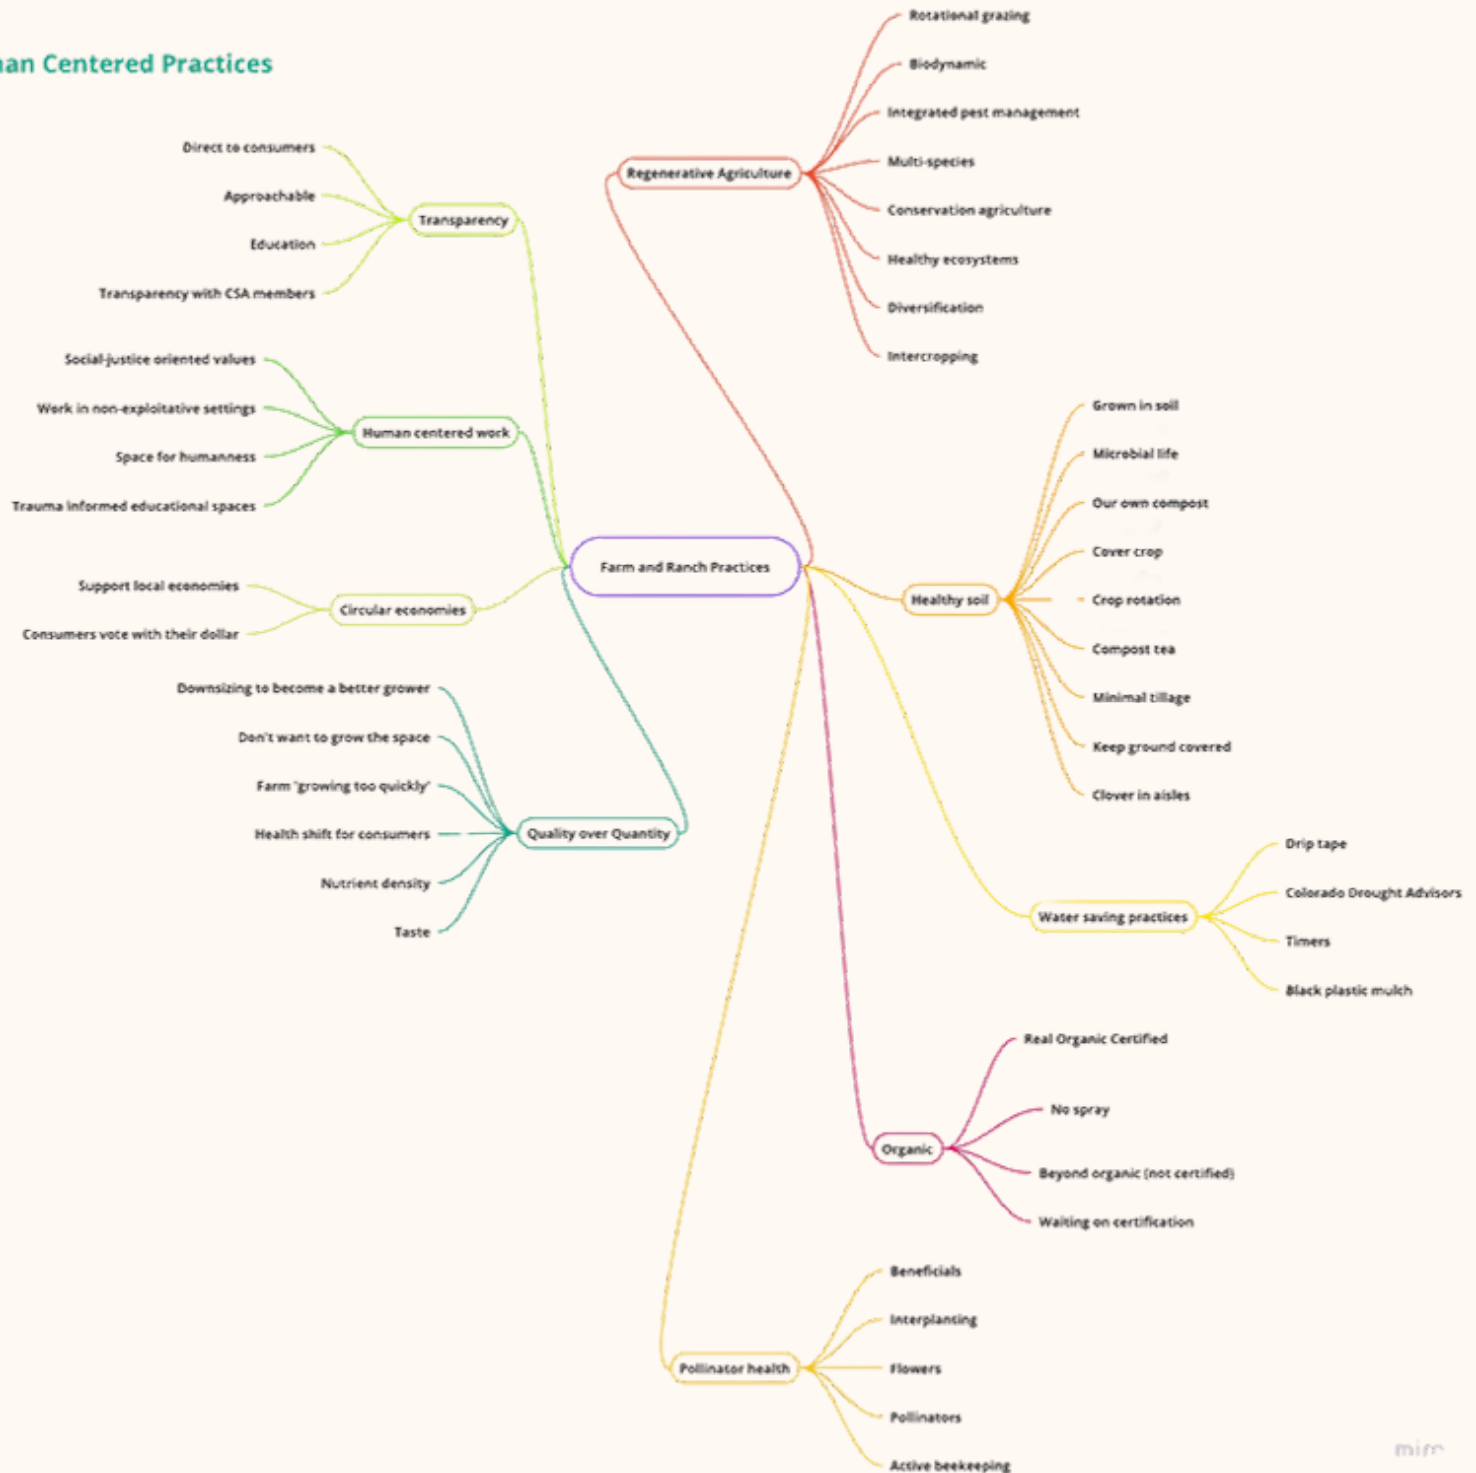 an Centered Practices
Direct to consumers
Approachable
Education
Transparency with CSA members
Transparency
Social-justice oriented values
Work in non-exploitative settings
Space for humanness
Trauma informed educational spaces
Human centered work
Support local economies
Consumers vote with their dollar
Circular economies
Downsizing to become a better grower
Don't want to grow the space
Farm "growing too quickly"
Health shift for consumers
Nutrient density
Taste
Quality over Quantity
Farm and Ranch Practices
Regenerative Agriculture
Rotational grazing
Biodynamic
Integrated pest management
Multi-species
Conservation agriculture
Healthy ecosystems
Diversification
Intercropping
Healthy soil
Grown in soil
Microbial life
Our own compost
Cover crop
Crop rotation
Compost tea
Minimal tillage
Keep ground covered
Clover in aisles
Water saving practices
Drip tape
Colorado Drought Advisors
Timers
Black plastic mulch
Organic
Real Organic Certified
No spray
Beyond organic (not certified)
Waiting on certification
Pollinator health
Beneficials
Interplanting
Flowers
Pollinators
Active beekeeping
miro